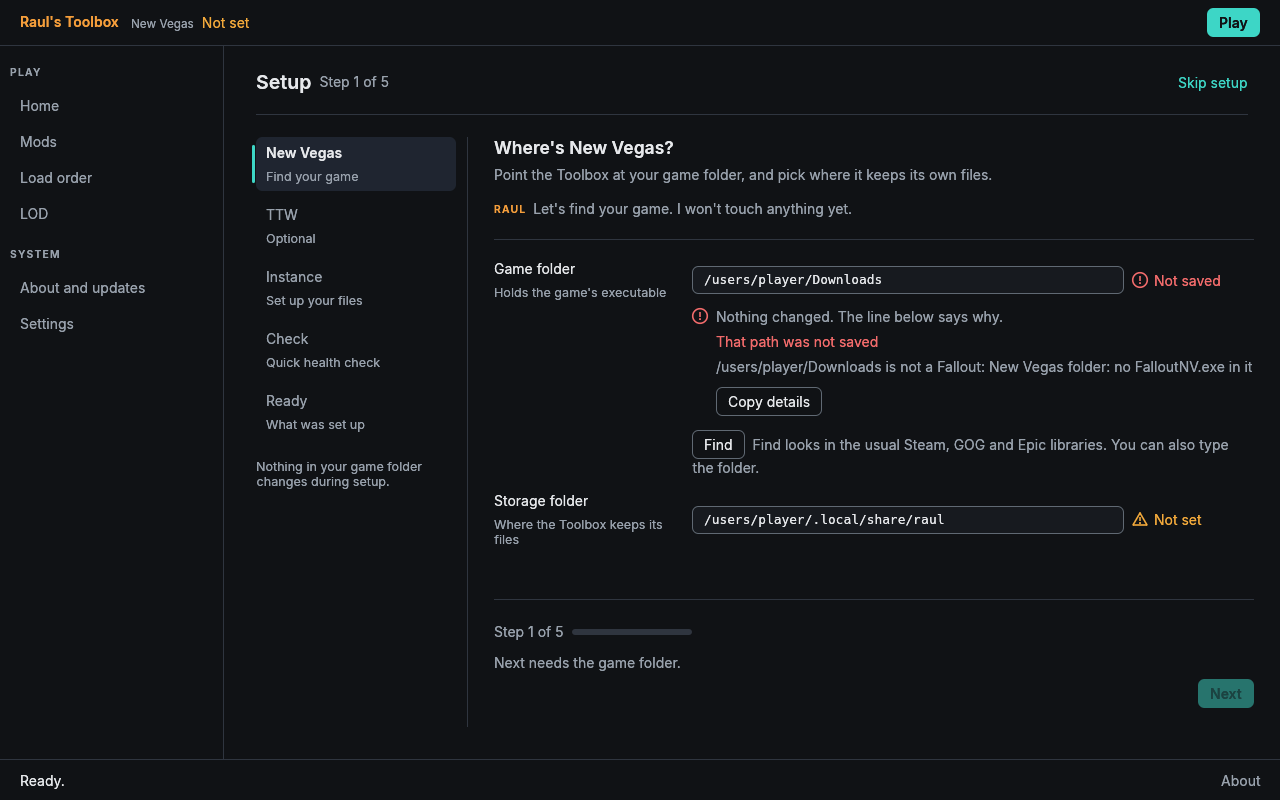 Raul's Toolbox New Vegas Not set
Play
PLAY
Home
Mods
Load order
LOD
SYSTEM
About and updates
Settings
Setup Step 1 of 5
Skip setup
New Vegas
Find your game
TTW
Optional
Instance
Set up your files
Check
Quick health check
Ready
What was set up
Nothing in your game folder
changes during setup.
Where's New Vegas?
Point the Toolbox at your game folder, and pick where it keeps its own files.
RAUL Let's find your game. I won't touch anything yet.
Game folder
Holds the game's executable
/users/player/Downloads
Not saved
Nothing changed. The line below says why.
That path was not saved
/users/player/Downloads is not a Fallout: New Vegas folder: no FalloutNV.exe in it
Copy details
Find Find looks in the usual Steam, GOG and Epic libraries. You can also type
the folder.
Storage folder
Where the Toolbox keeps its
files
/users/player/.local/share/raul
Not set
Step 1 of 5
Next needs the game folder.
Next
Ready.
About